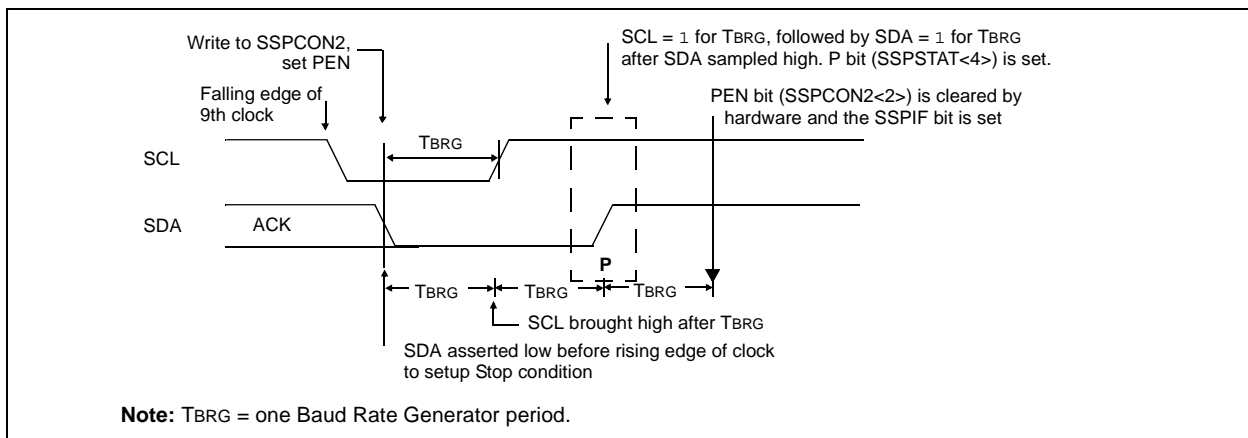 Write to SSPCON2,
set PEN
SCL = 1 for TBRG, followed by SDA = 1 for TBRG
after SDA sampled high. P bit (SSPSTAT<4>) is set.
Falling edge of
9th clock
PEN bit (SSPCON2<2>) is cleared by
hardware and the SSPIF bit is set
TBRG
SCL
SDA
ACK
P
TBRG
TBRG
TBRG
SCL brought high after TBRG
SDA asserted low before rising edge of clock
to setup Stop condition
Note: TBRG = one Baud Rate Generator period.